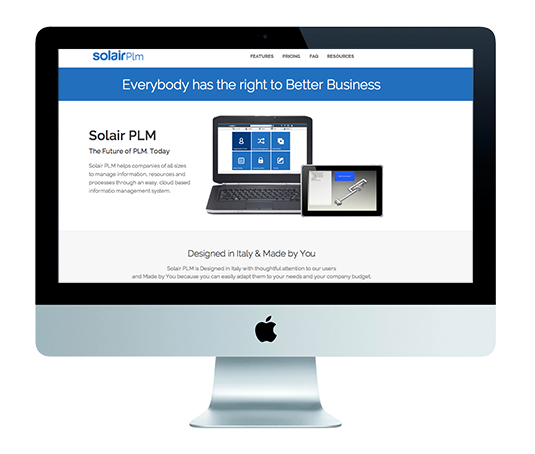 solairPlm
FEATURES PRICING FAQ RESOURCES
Everybody has the right to Better Business
Solair PLM
The Future of PLM. Today
Solair PLM helps companies of all sizes
to manage information, resources and
processes through an easy, cloud based
informatio management system.
Designed in Italy & Made by You
Solair PLM is Designed in Italy with thoughtful attention to our users
and Made by You because you can easily adapt them to your needs and your company budget.